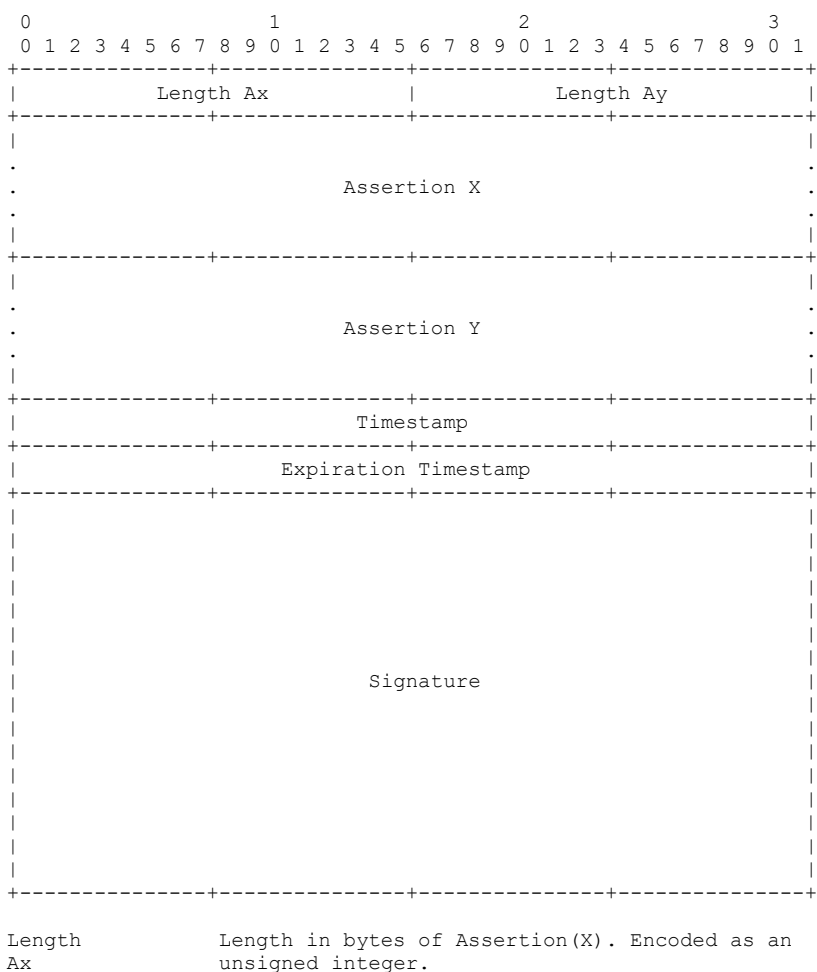 0                   1                   2                   3
0 1 2 3 4 5 6 7 8 9 0 1 2 3 4 5 6 7 8 9 0 1 2 3 4 5 6 7 8 9 0 1
Length Ax | Length Ay
Assertion X
Assertion Y
Timestamp
Expiration Timestamp
Signature
Length Length in bytes of Assertion(X). Encoded as an
Ax unsigned integer.